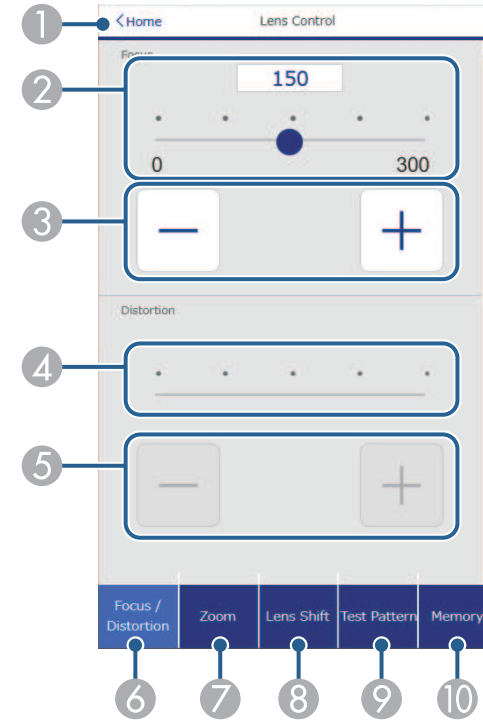 1
<Home Lens Control
Focus
2
150
0 300
3
Distortion
4
5
Focus / Distortion
Zoom
Lens Shift
Test Pattern
Memory
6 7 8 9 10